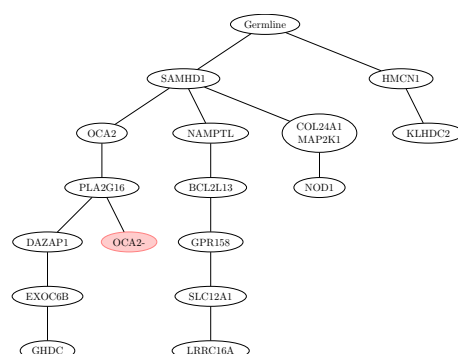 Germline
SAMHD1
HMCN1
OCA2
NAMPTL
COL24A1
MAP2K1
KLHDC2
PLA2G16
BCL2L13
NOD1
DAZAP1
OCA2-
GPR158
EXOC6B
SLC12A1
GHDC
LRRC16A